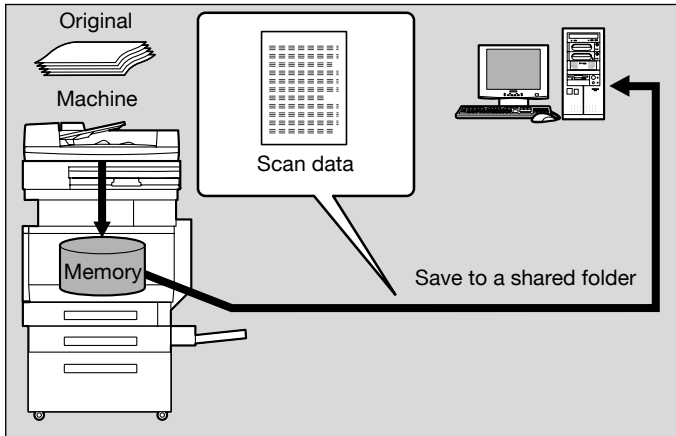 Original
Machine
Scan data
Memory
Save to a shared folder